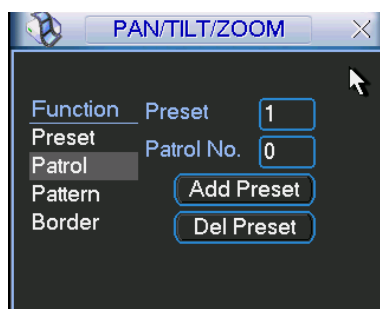 PAN/TILT/ZOOM
Function
Preset
Patrol
Pattern
Border
Preset 1
Patrol No. 0
Add Preset
Del Preset